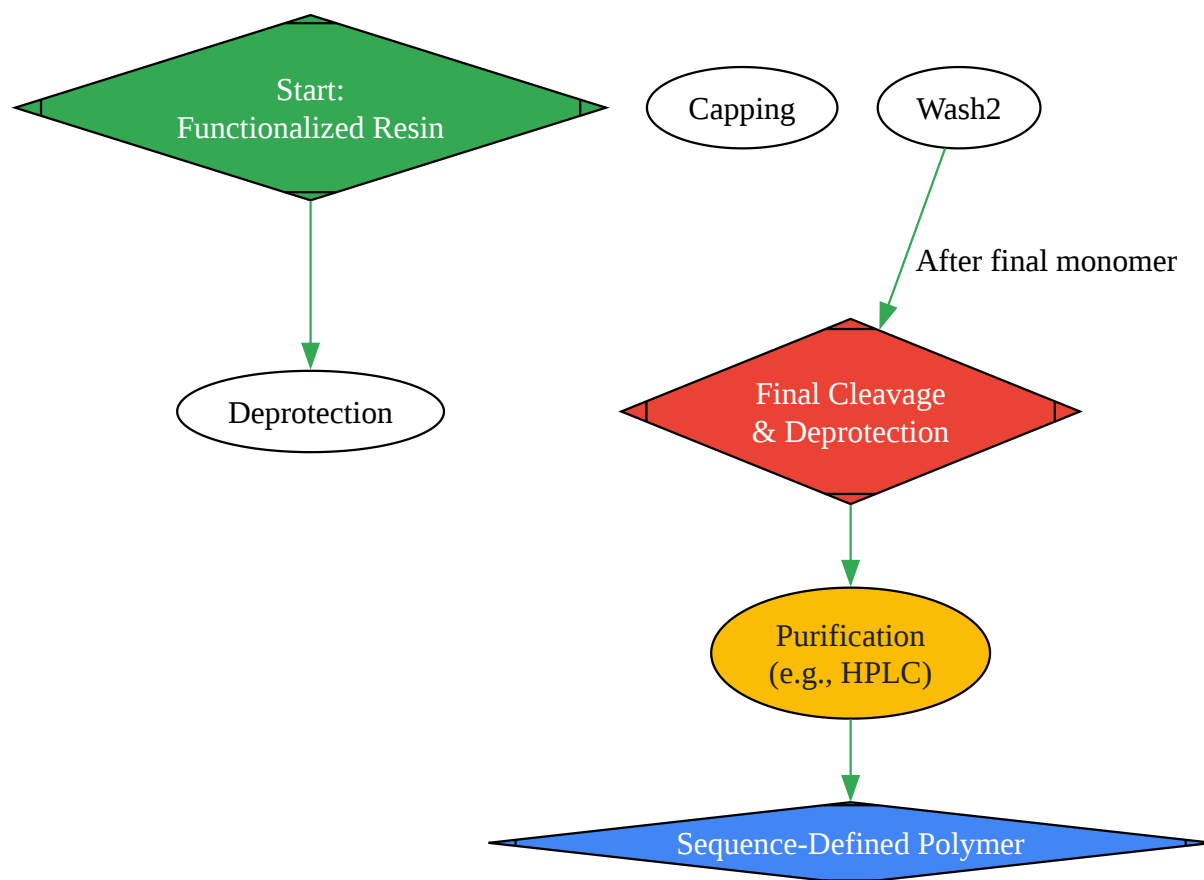 Start:
Functionalized Resin
Capping
Wash2
After final monomer
Deprotection
Final Cleavage
& Deprotection
Purification
(e.g., HPLC)
Sequence-Defined Polymer